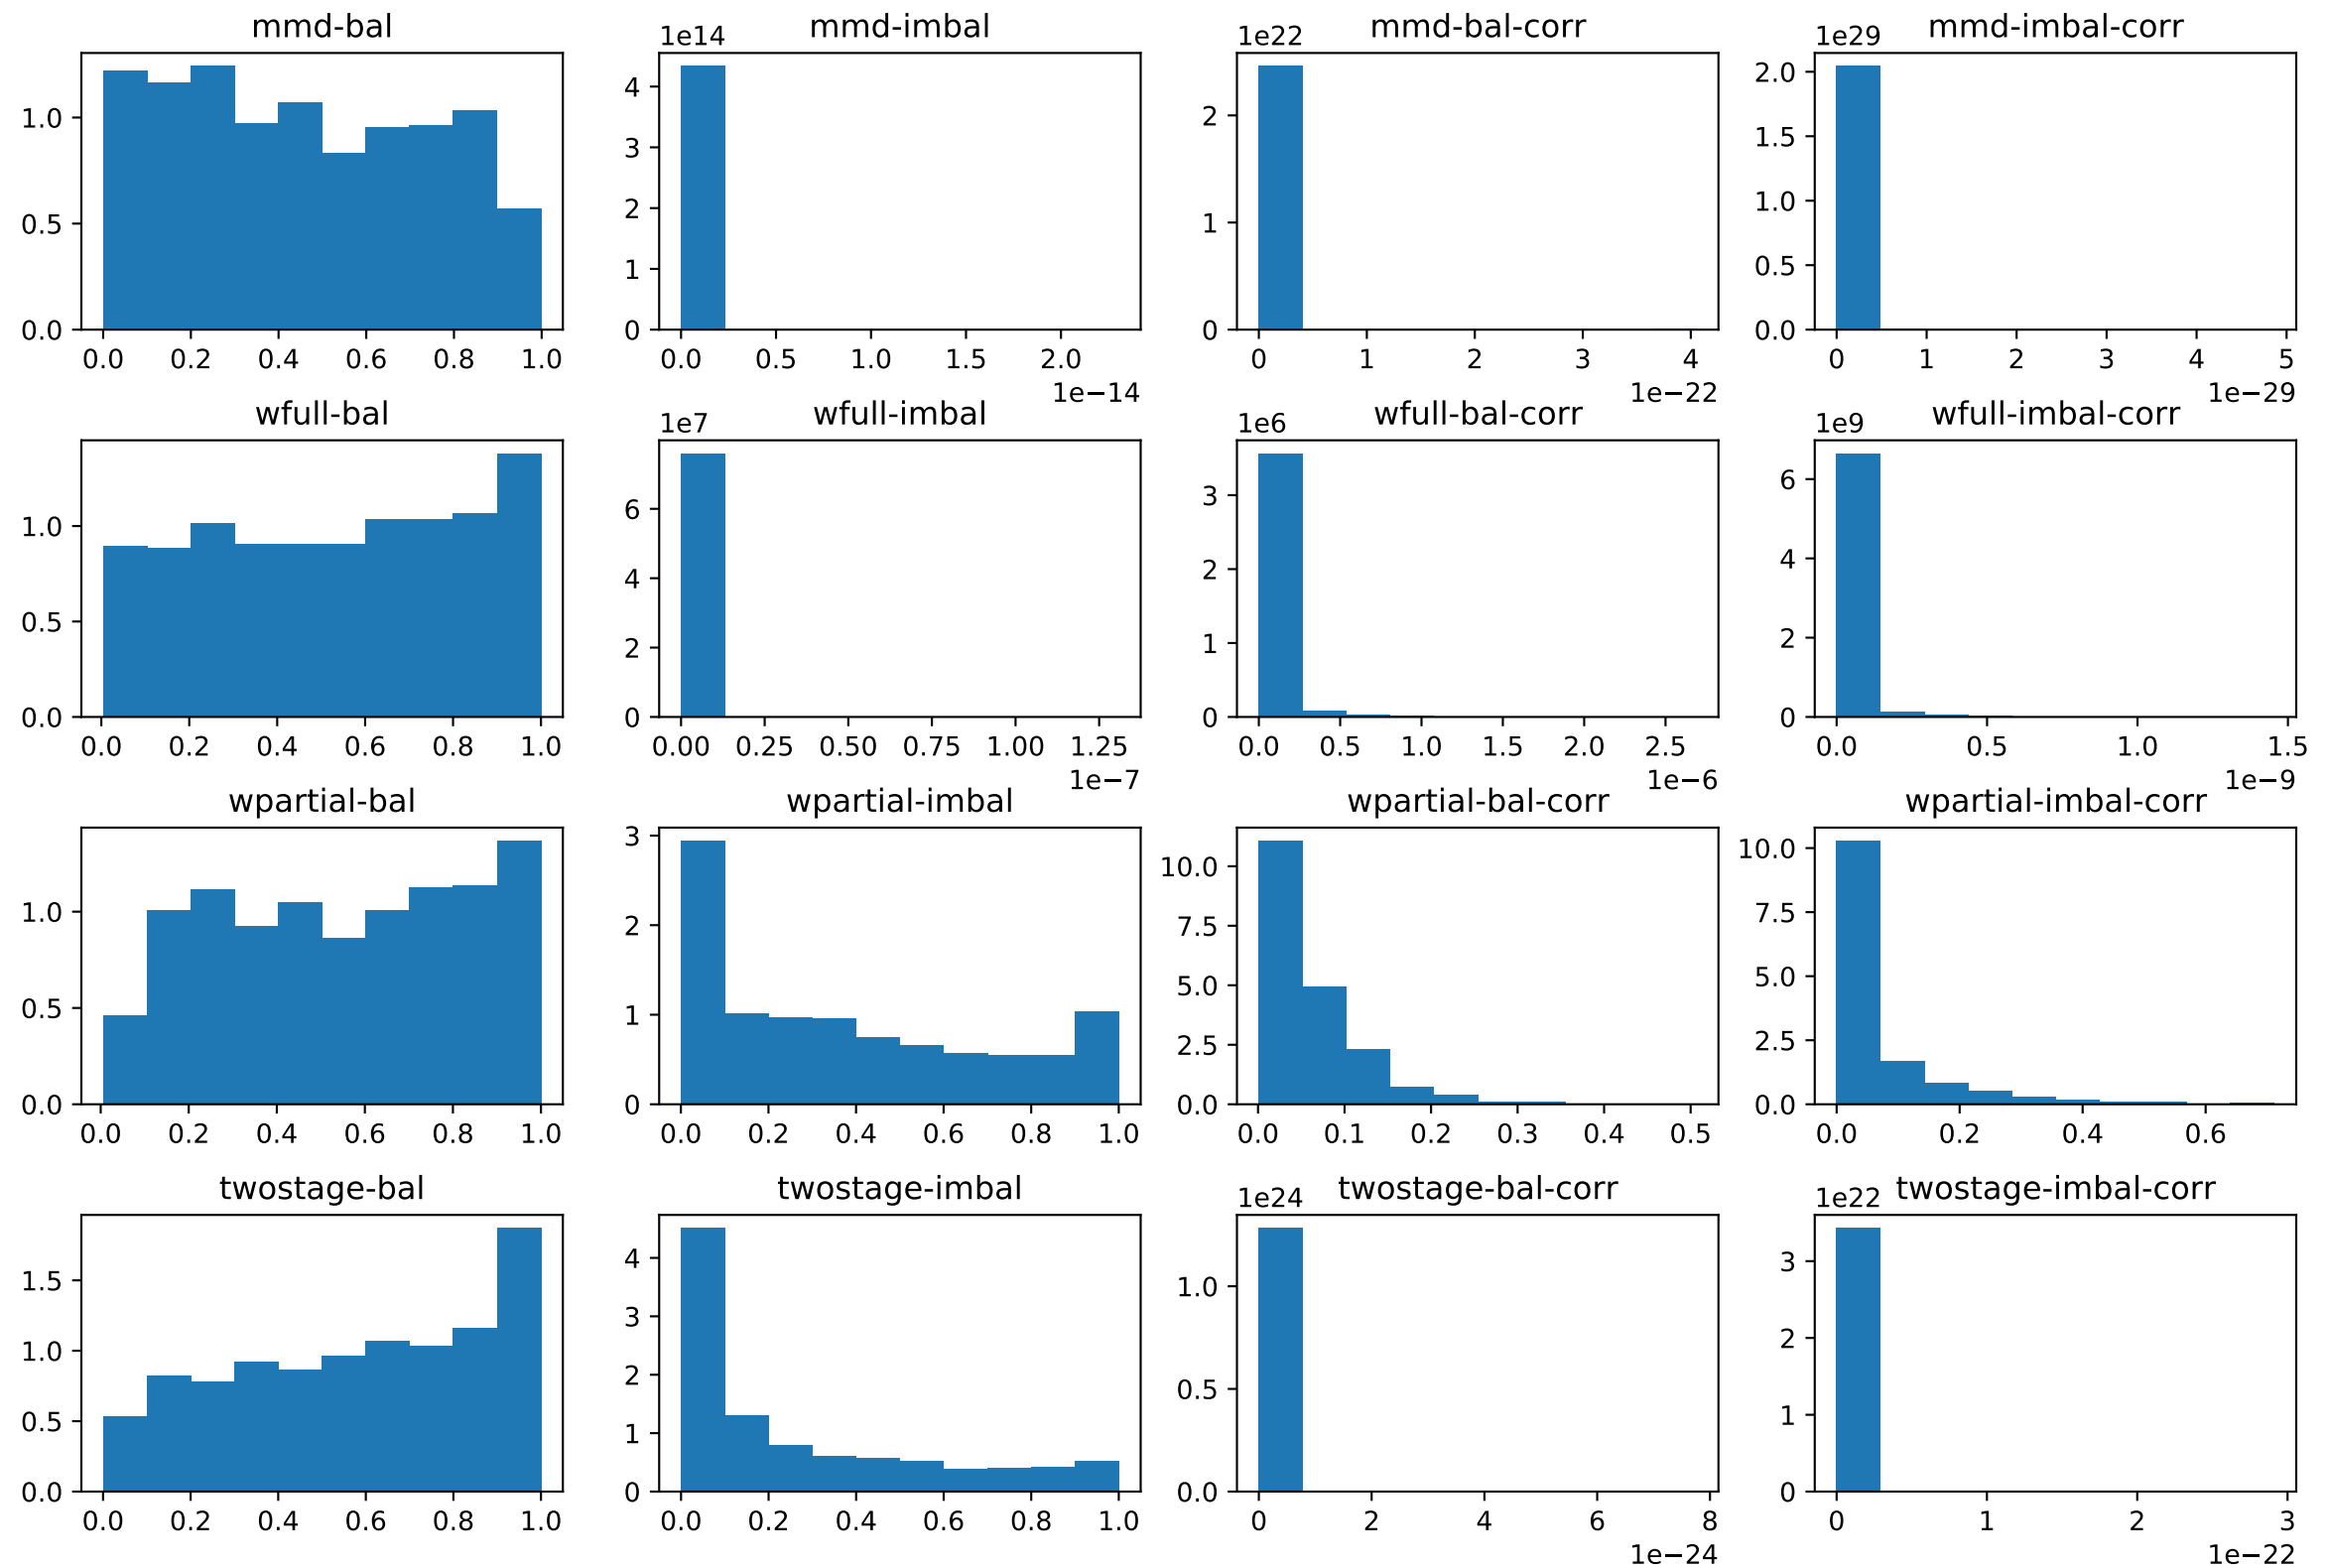 mmd-bal
0.0
0.5
1.0
0.0 0.2 0.4 0.6 0.8 1.0
mmd-imbal
1e14
0
1
2
3
4
0.0 0.5 1.0 1.5 2.0
1e−14
mmd-bal-corr
1e22
0
1
2
0 1 2 3 4
1e−22
mmd-imbal-corr
1e29
0.0
0.5
1.0
1.5
2.0
0 1 2 3 4 5
1e−29
wfull-bal
0.0
0.5
1.0
0.0 0.2 0.4 0.6 0.8 1.0
wfull-imbal
1e7
0
2
4
6
0.00 0.25 0.50 0.75 1.00 1.25
1e−7
wfull-bal-corr
1e6
0
1
2
3
0.0 0.5 1.0 1.5 2.0 2.5
1e−6
wfull-imbal-corr
1e9
0
2
4
6
0.0 0.5 1.0 1.5
1e−9
wpartial-bal
0.0
0.5
1.0
0.0 0.2 0.4 0.6 0.8 1.0
wpartial-imbal
0
1
2
3
0.0 0.2 0.4 0.6 0.8 1.0
wpartial-bal-corr
0.0
2.5
5.0
7.5
10.0
0.0 0.1 0.2 0.3 0.4 0.5
wpartial-imbal-corr
0.0
2.5
5.0
7.5
10.0
0.0 0.2 0.4 0.6
twostage-bal
0.0
0.5
1.0
1.5
0.0 0.2 0.4 0.6 0.8 1.0
twostage-imbal
0
1
2
3
4
0.0 0.2 0.4 0.6 0.8 1.0
twostage-bal-corr
1e24
0.0
0.5
1.0
0 2 4 6 8
1e−24
twostage-imbal-corr
1e22
0
1
2
3
0 1 2 3
1e−22